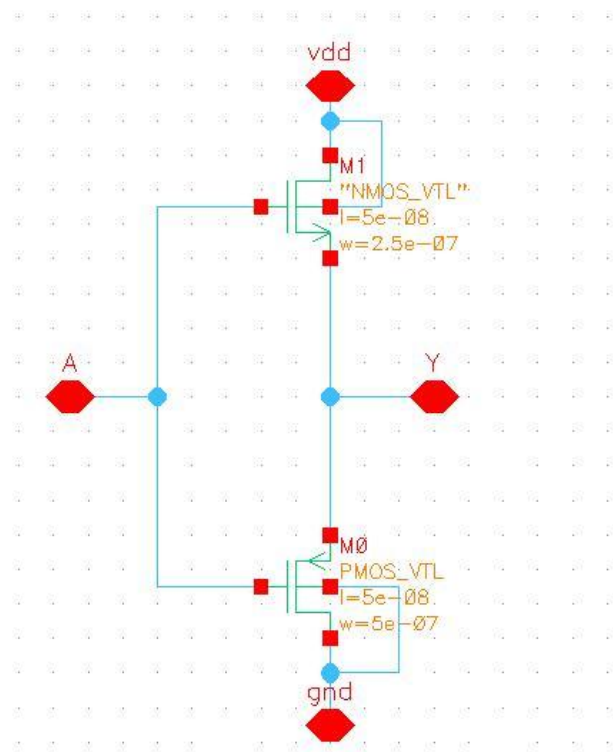 vdd
M1
"NMOS_VTL"
l=5e-08
w=2.5e-07
A
Y
M0
PMOS_VTL
l=5e-08
w=5e-07
gnd